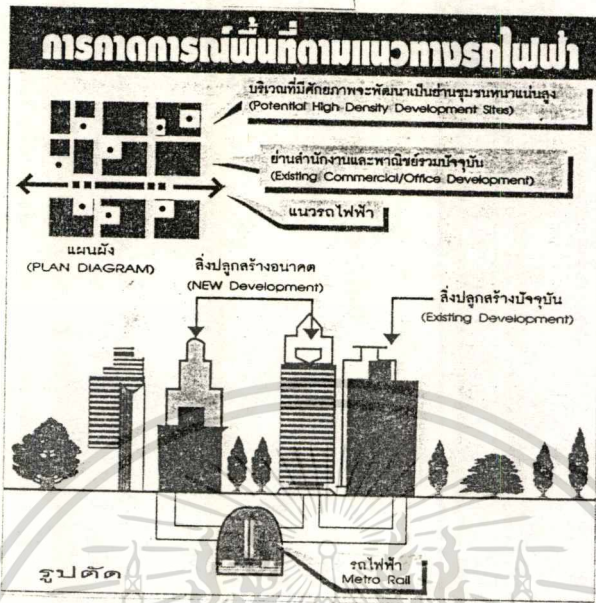 การคาดการณ์พื้นที่ตามแนวทางรถไฟฟ้า
บริเวณที่มีศักยภาพจะพัฒนาเป็นย่านชุมชนหนาแน่นสูง
(Potential High Density Development Sites)
ย่านสำนักงานและพาณิชย์รวมปัจจุบัน
(Existing Commercial/Office Development)
แนวรถไฟฟ้า
แผนผัง
(PLAN DIAGRAM)
สิ่งปลูกสร้างอนาคต
(NEW Development)
สิ่งปลูกสร้างปัจจุบัน
(Existing Development)
รูปตัด
รถไฟฟ้า
Metro Rail